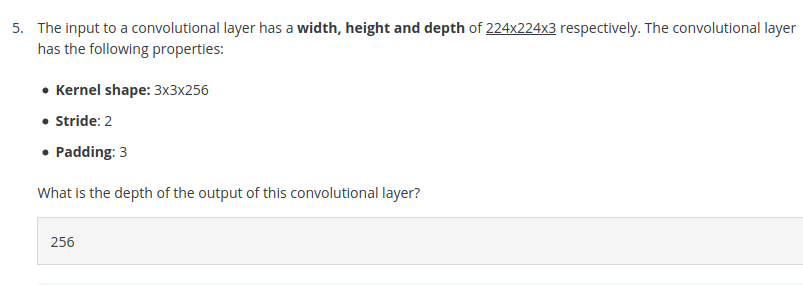 5. The input to a convolutional layer has a width, height and depth of 224x224x3 respectively. The convolutional layer
has the following properties:
• Kernel shape: 3x3x256
• Stride: 2
• Padding: 3
What is the depth of the output of this convolutional layer?
256